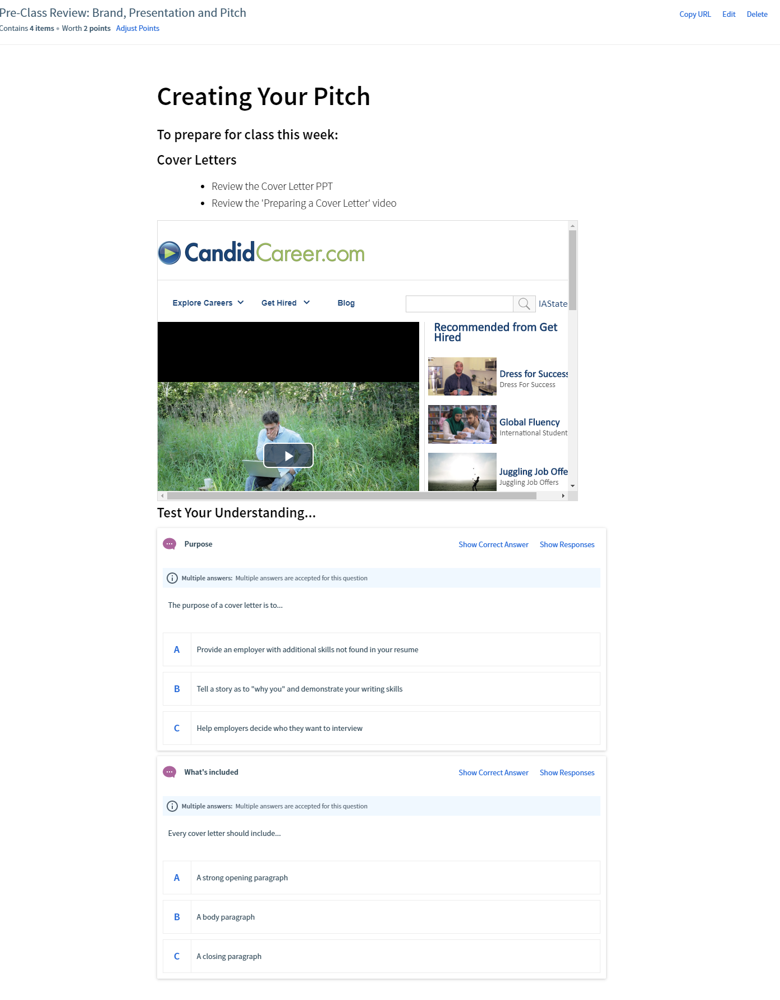 Pre-Class Review: Brand, Presentation and Pitch
Copy URL Edit Delete
Contains 4 items • Worth 2 points Adjust Points
Creating Your Pitch
To prepare for class this week:
Cover Letters
• Review the Cover Letter PPT
• Review the 'Preparing a Cover Letter' video
CandidCareer.com
Explore Careers Get Hired Blog IAState
Recommended from Get
Hired
Dress for Success
Dress For Success
Global Fluency
International Student
Juggling Job Offe
Juggling Job Offers
Test Your Understanding...
Purpose Show Correct Answer Show Responses
Multiple answers: Multiple answers are accepted for this question
The purpose of a cover letter is to...
A Provide an employer with additional skills not found in your resume
B Tell a story as to "why you" and demonstrate your writing skills
C Help employers decide who they want to interview
What's included Show Correct Answer Show Responses
Multiple answers: Multiple answers are accepted for this question
Every cover letter should include...
A A strong opening paragraph
B A body paragraph
C A closing paragraph